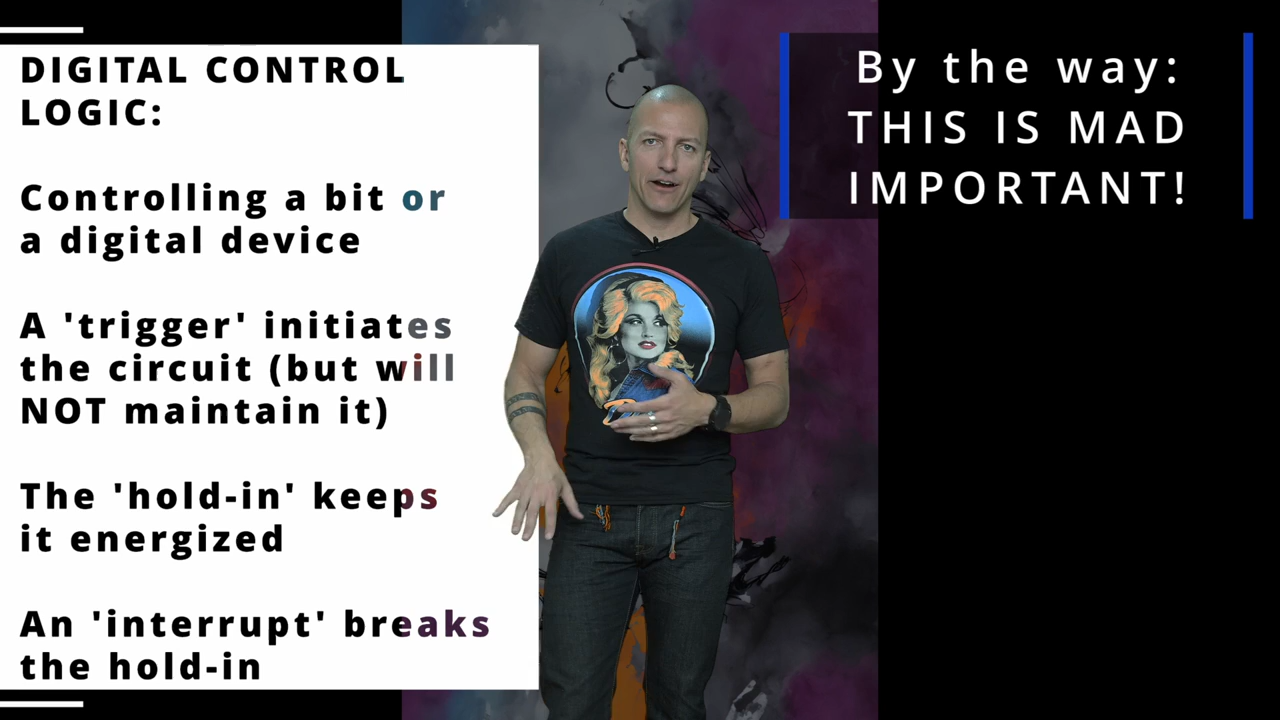 DIGITAL CONTROL
LOGIC:
Controlling a bit or
a digital device
A 'trigger' initiates
the circuit (but will
NOT maintain it)
The 'hold-in' keeps
it energized
An 'interrupt' breaks
the hold-in
By the way:
THIS IS MAD
IMPORTANT!